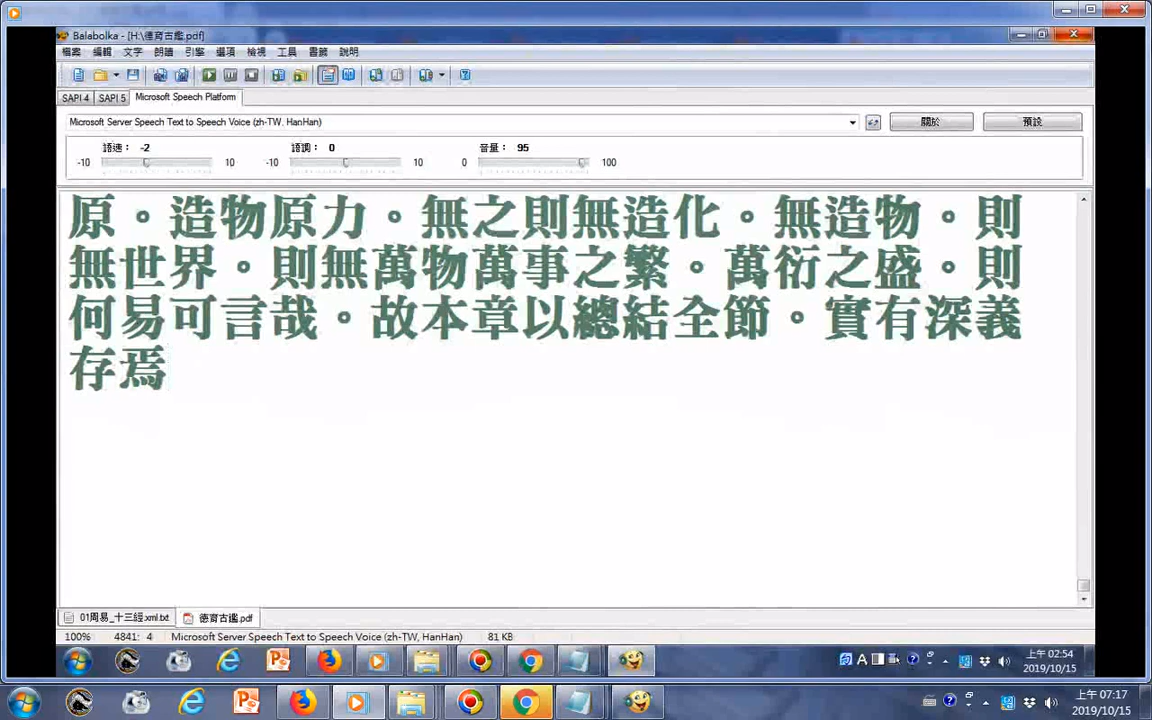 Balabolka - [H:\德育古鑑.pdf]
檔案 編輯 文字 朗讀 引擎 選項 檢視 工具 書籤 說明
SAPI 4 SAPI 5 Microsoft Speech Platform
Microsoft Server Speech Text to Speech Voice (zh-TW, HanHan) 關於 預設
語速: -2 語調: 0 音量: 95
-10 10 -10 10 0 100
原。造物原力。無之則無造化。無造物。則
無世界。則無萬物萬事之繁。萬衍之盛。則
何易可言哉。故本章以總結全節。實有深義
存焉
01周易_十三經.xml.txt 德育古鑑.pdf
100% 4841: 4 Microsoft Server Speech Text to Speech Voice (zh-TW, HanHan) 81 KB
上午 02:54
2019/10/15
上午 07:17
2019/10/15